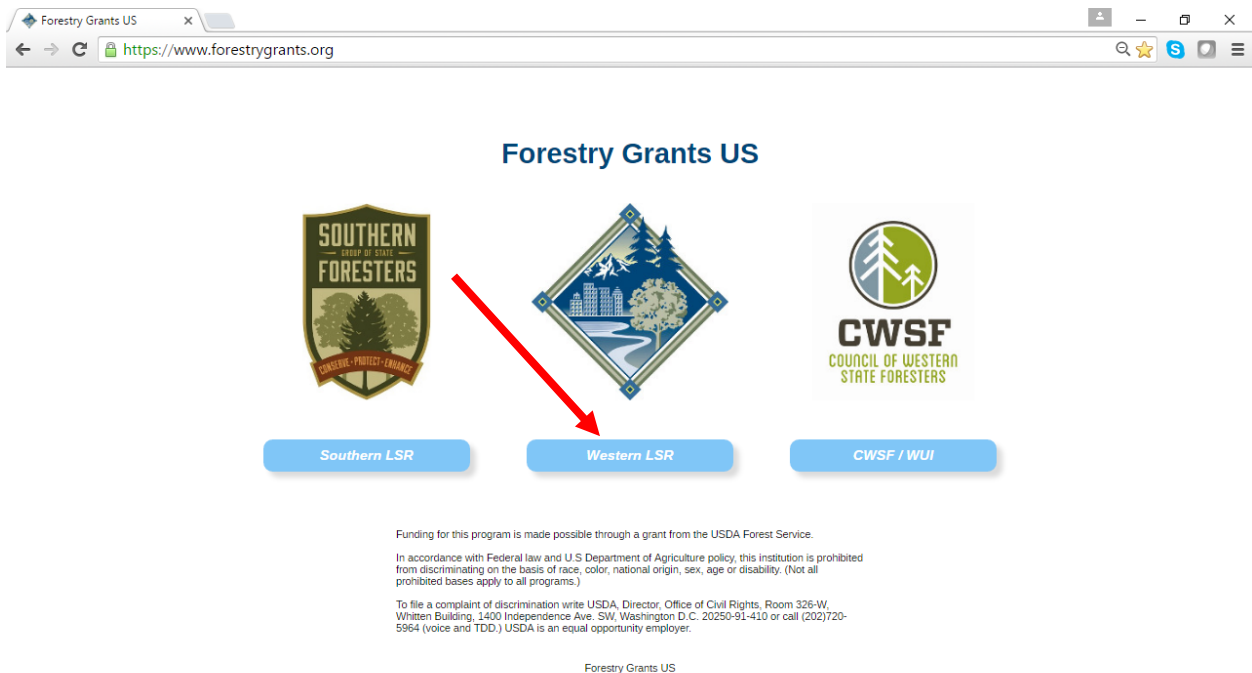 Forestry Grants US
https://www.forestrygrants.org
Forestry Grants US
SOUTHERN
GROUP OF STATE
FORESTERS
CONSERVE · PROTECT · ENHANCE
CWSF
COUNCIL OF WESTERN
STATE FORESTERS
Southern LSR
Western LSR
CWSF / WUI
Funding for this program is made possible through a grant from the USDA Forest Service.
In accordance with Federal law and U.S Department of Agriculture policy, this institution is prohibited
from discriminating on the basis of race, color, national origin, sex, age or disability. (Not all
prohibited bases apply to all programs.)
To file a complaint of discrimination write USDA, Director, Office of Civil Rights, Room 326-W,
Whitten Building, 1400 Independence Ave. SW, Washington D.C. 20250-91-410 or call (202)720-
5964 (voice and TDD.) USDA is an equal opportunity employer.
Forestry Grants US